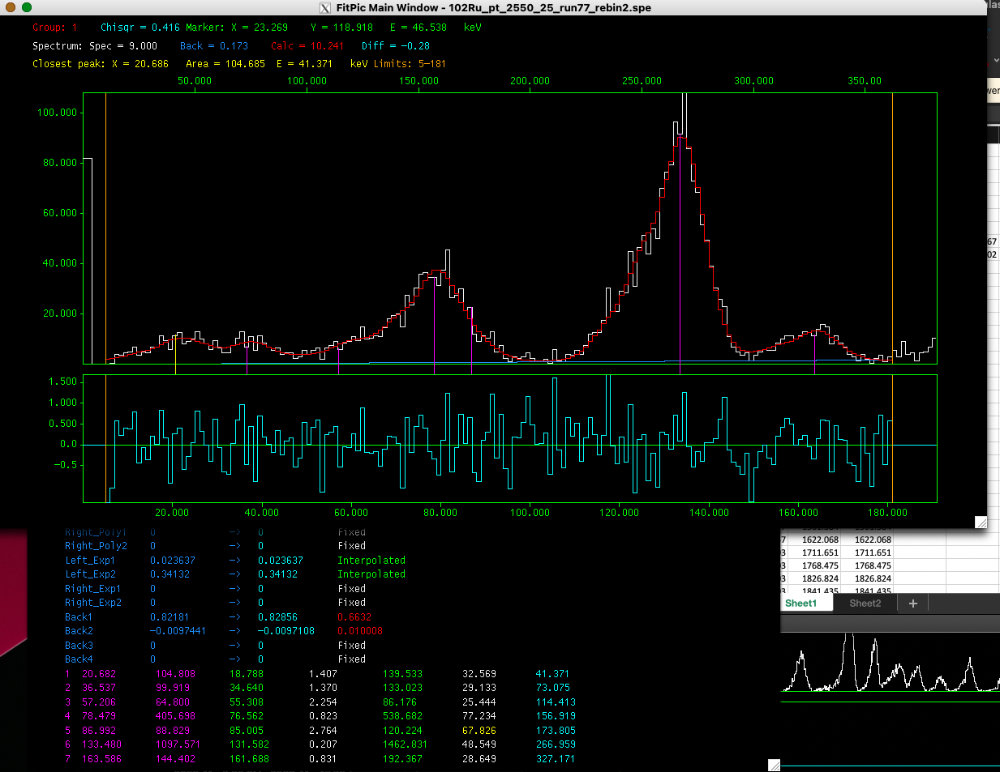 FitPic Main Window - 102Ru_pt_2550_25_run77_rebin2.spe
Group: 1 Chisqr = 0.416 Marker: X = 23.269 Y = 118.918 E = 46.538 keV
Spectrum: Spec = 9.000 Back = 0.173 Calc = 10.241 Diff = -0.28
Closest peak: X = 20.686 Area = 104.685 E = 41.371 keV Limits: 5-181
50.000 100.000 150.000 200.000 250.000 300.000 350.00
100.000
80.000
60.000
40.000
20.000
1.500
1.000
0.500
0.0
-0.5
20.000 40.000 60.000 80.000 100.000 120.000 140.000 160.000 180.000
67
02
Right_Poly1 0 -> 0 Fixed
Right_Poly2 0 -> 0 Fixed
Left_Exp1 0.023637 -> 0.023637 Interpolated
Left_Exp2 0.34132 -> 0.34132 Interpolated
Right_Exp1 0 -> 0 Fixed
Right_Exp2 0 -> 0 Fixed
Back1 0.82181 -> 0.82856 0.6632
Back2 -0.0097441 -> -0.0097108 0.010008
Back3 0 -> 0 Fixed
Back4 0 -> 0 Fixed
1 20.682 104.808 18.788 1.407 139.533 32.569 41.371
2 36.537 99.919 34.640 1.370 133.023 29.133 73.075
3 57.206 64.800 55.308 2.254 86.176 25.444 114.413
4 78.479 405.698 76.562 0.823 538.682 77.234 156.919
5 86.992 88.829 85.005 2.764 120.224 67.826 173.805
6 133.480 1097.571 131.582 0.207 1462.831 48.549 266.959
7 163.586 144.402 161.688 0.831 192.367 28.649 327.171
7 1622.068 1622.068
3 1711.651 1711.651
3 1768.475 1768.475
3 1826.824 1826.824
1841.435 1841.435
Sheet1 Sheet2 +